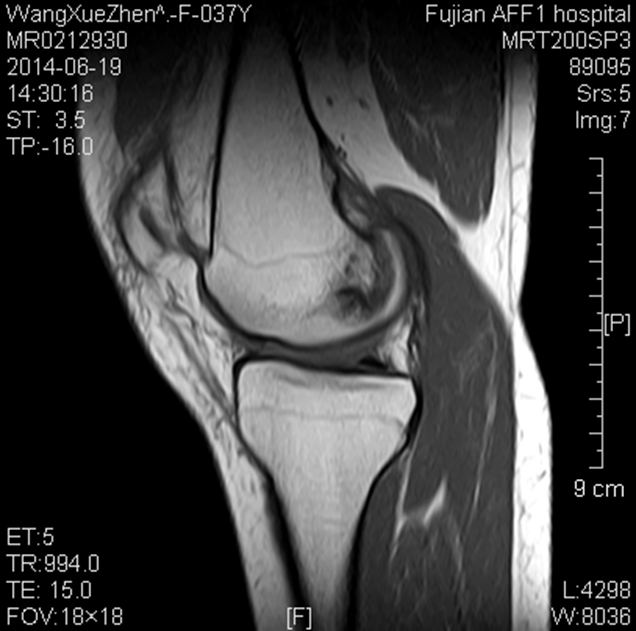 WangXueZhen^.-F-037Y
MR0212930
2014-06-19
14:30:16
ST: 3.5
TP:-16.0
Fujian AFF1 hospital
MRT200SP3
89095
Srs:5
Img:7
[P]
9 cm
ET:5
TR:994.0
TE: 15.0
FOV:18×18
[F]
L:4298
W:8036